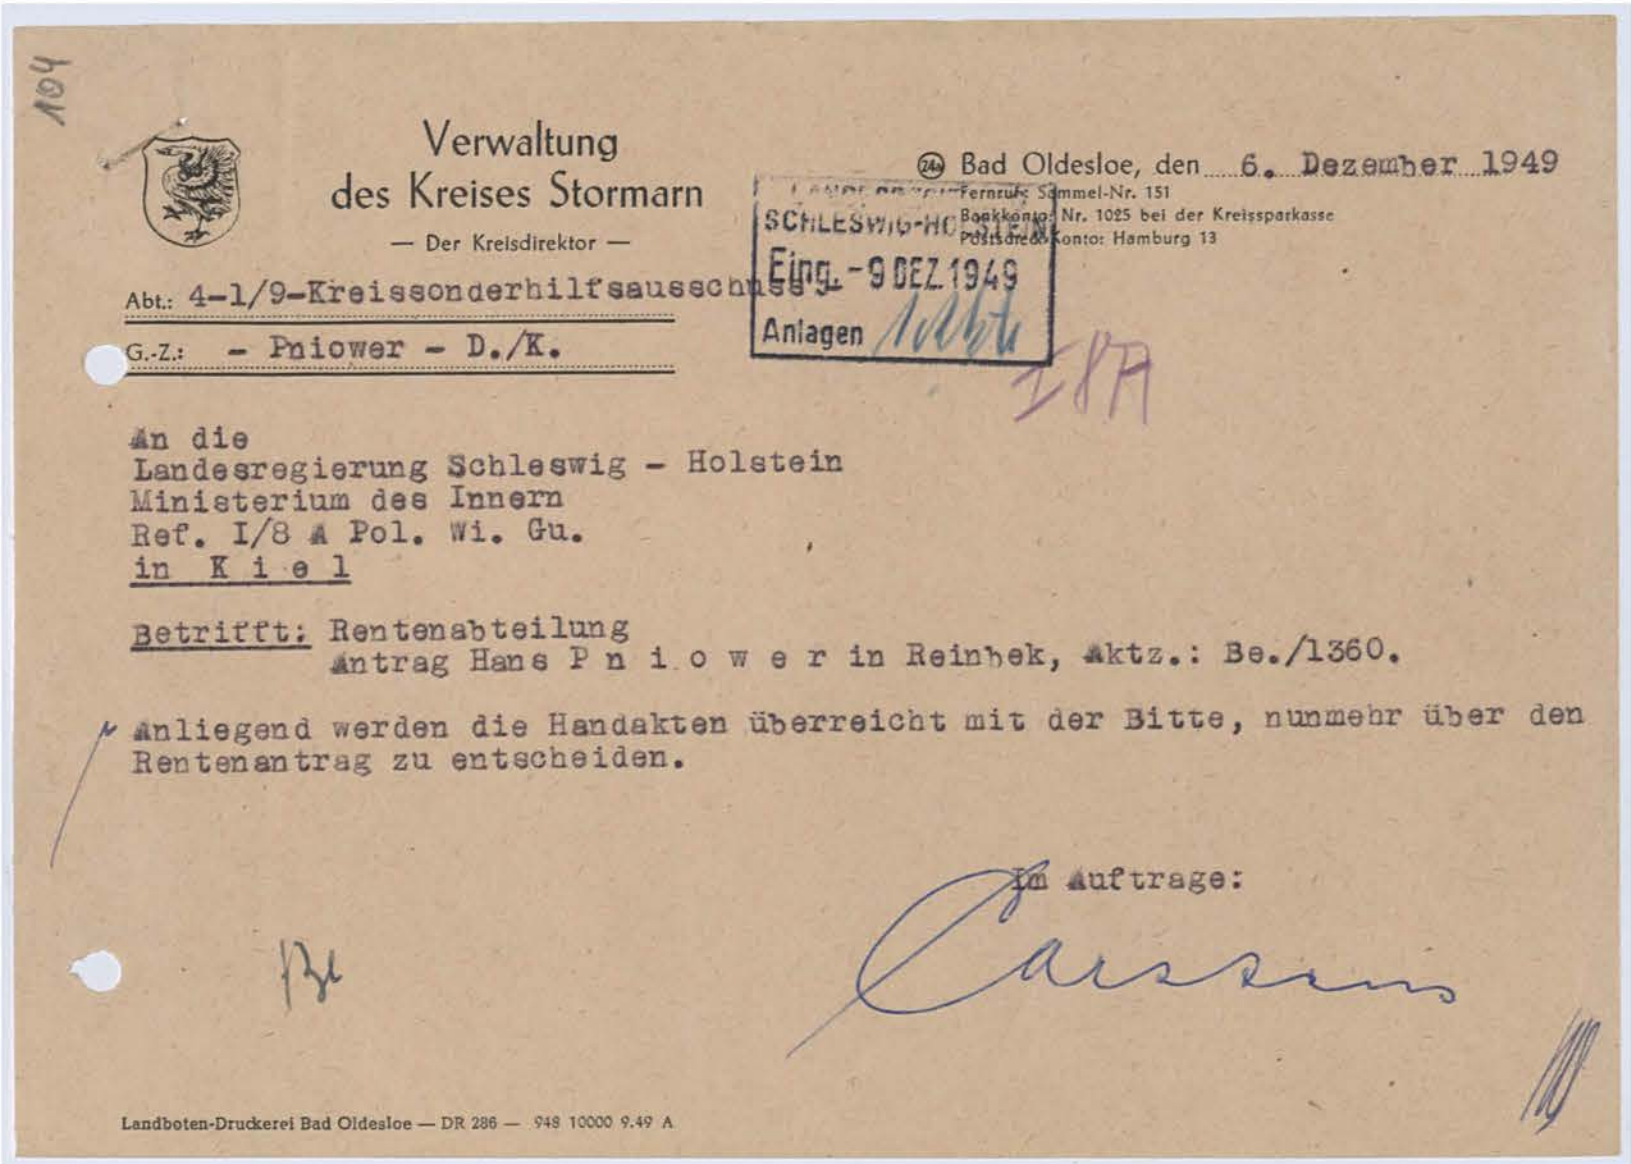 104
Verwaltung
des Kreises Stormarn
— Der Kreisdirektor —
24a Bad Oldesloe, den 6. Dezember 1949
Fernruf: Sammel-Nr. 151
Bankkonto: Nr. 1025 bei der Kreissparkasse
Postscheck-Konto: Hamburg 13
SCHLESWIG-HOLSTEIN
Eing. -9 DEZ. 1949
Anlagen
Abt.: 4-1/9-Kreissonderhilfsausschuss
G.-Z.: - Pniower - D./K.
I 8 A
An die
Landesregierung Schleswig - Holstein
Ministerium des Innern
Ref. I/8 A Pol. Wi. Gu.
in K i e l
Betrifft: Rentenabteilung
Antrag Hans P n i o w e r in Reinbek, Aktz.: Be./1360.
Anliegend werden die Handakten überreicht mit der Bitte, nunmehr über den
Rentenantrag zu entscheiden.
Im Auftrage:
Carstens
Landboten-Druckerei Bad Oldesloe — DR 286 — 948 10000 9.49 A